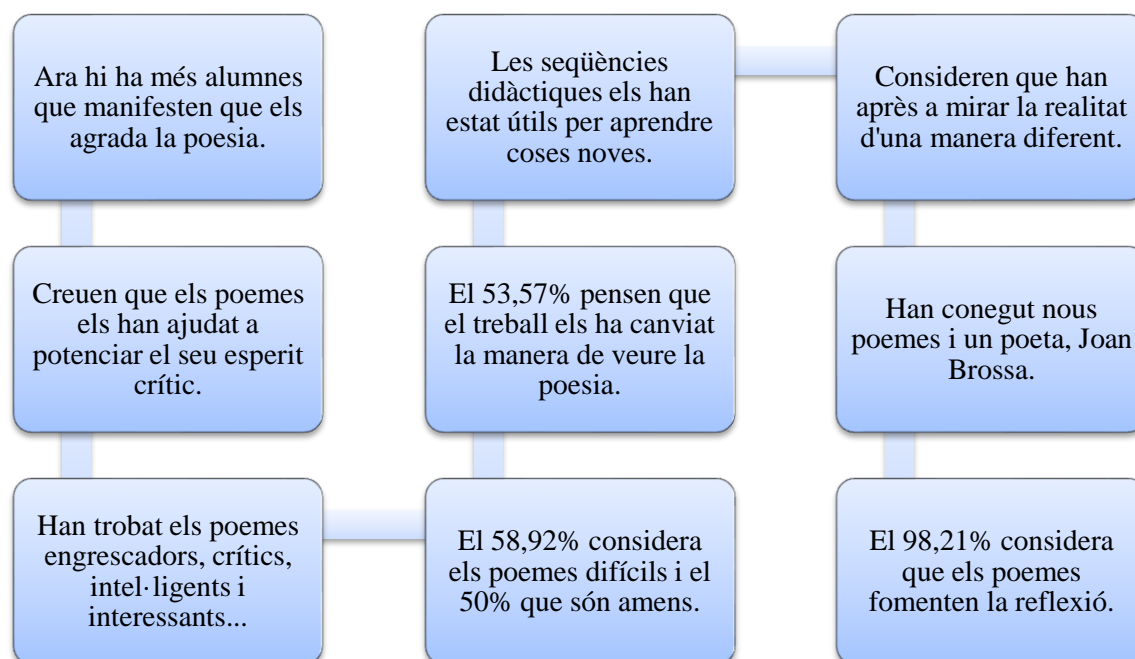 Ara hi ha més alumnes
que manifesten que els
agrada la poesia.
Creuen que els poemes
els han ajudat a
potenciar el seu esperit
crític.
Han trobat els poemes
engrescadors, crítics,
intel·ligents i
interessants...
El 58,92% considera
els poemes difícils i el
50% que són amens.
El 53,57% pensen que
el treball els ha canviat
la manera de veure la
poesia.
Les seqüències
didàctiques els han
estat útils per aprendre
coses noves.
Consideren que han
après a mirar la realitat
d'una manera diferent.
Han conegut nous
poemes i un poeta, Joan
Brossa.
El 98,21% considera
que els poemes
fomenten la reflexió.